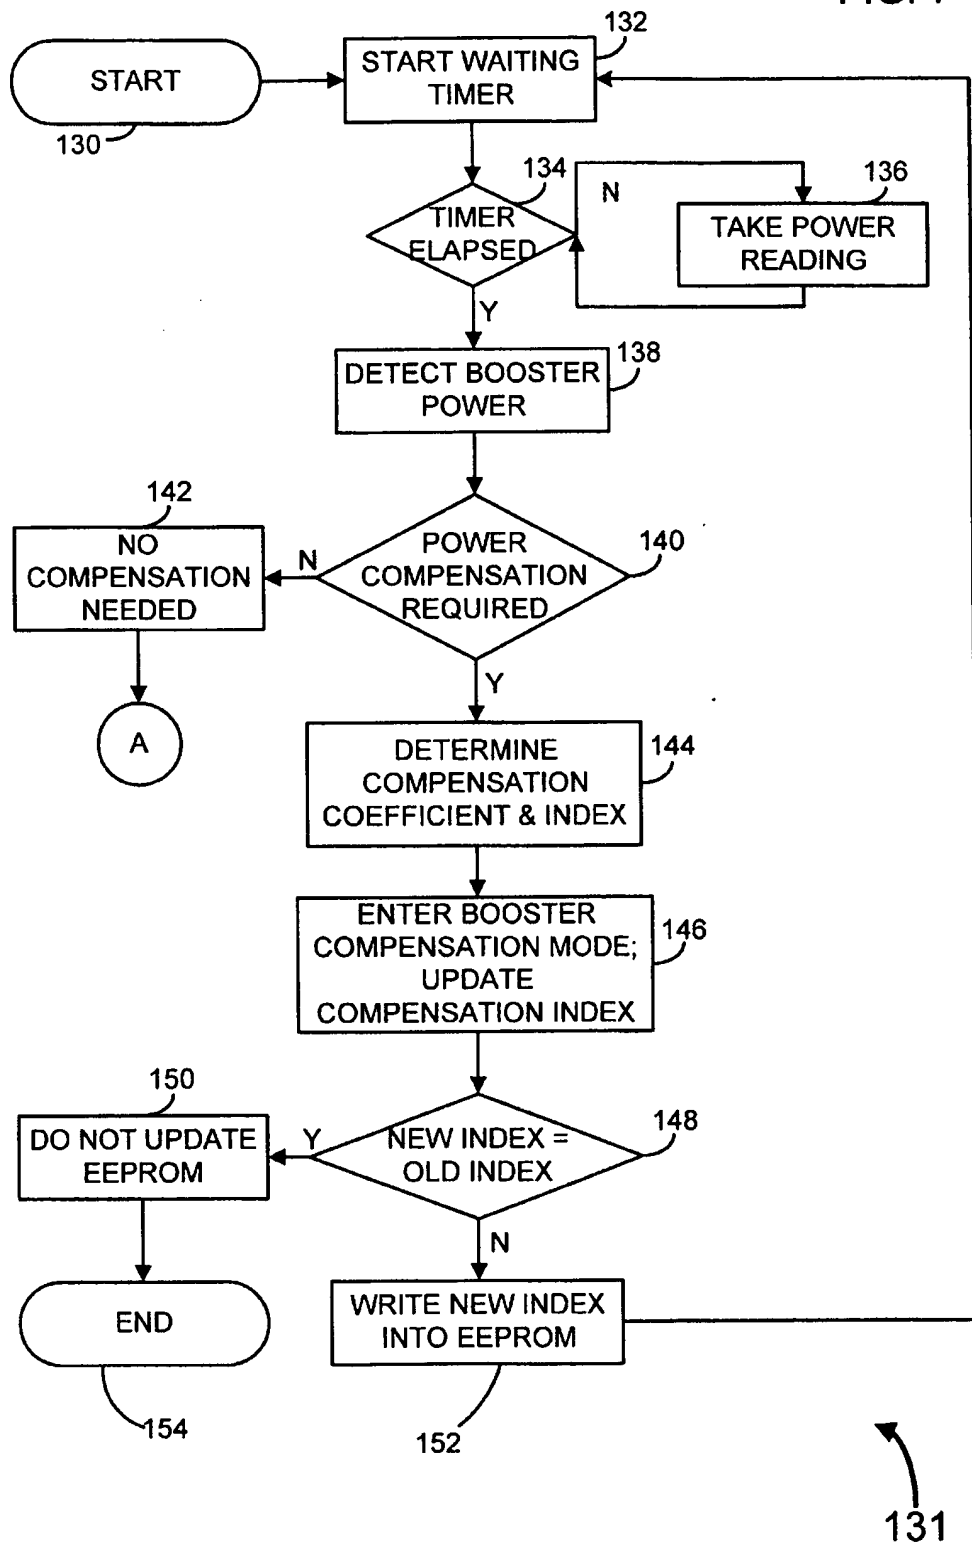 132
START
START WAITING
TIMER
130
134
N
136
TIMER
ELAPSED
TAKE POWER
READING
Y
138
DETECT BOOSTER
POWER
142
NO
COMPENSATION
NEEDED
N
POWER
COMPENSATION
REQUIRED
140
Y
A
DETERMINE
COMPENSATION
COEFFICIENT & INDEX
144
ENTER BOOSTER
COMPENSATION MODE;
UPDATE
COMPENSATION INDEX
146
150
DO NOT UPDATE
EEPROM
Y
NEW INDEX =
OLD INDEX
148
N
END
WRITE NEW INDEX
INTO EEPROM
154
152
131